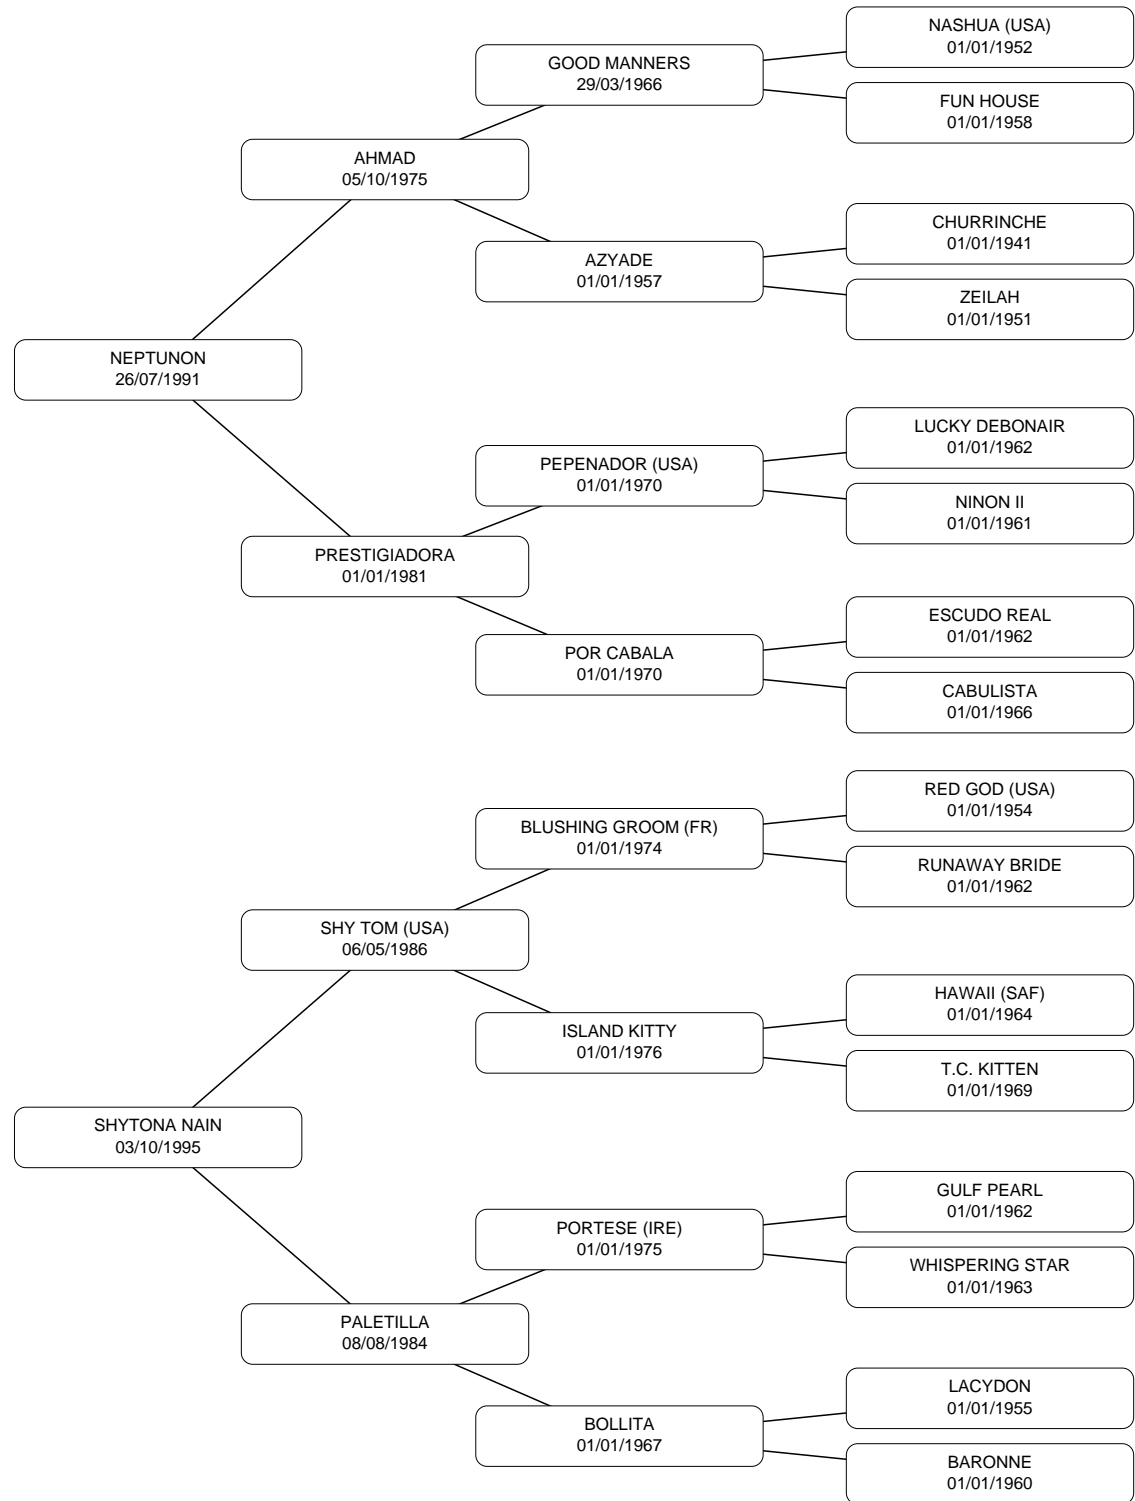 NASHUA (USA)
01/01/1952
GOOD MANNERS
29/03/1966
FUN HOUSE
01/01/1958
AHMAD
05/10/1975
CHURRINCHE
01/01/1941
AZYADE
01/01/1957
ZEILAH
01/01/1951
NEPTUNON
26/07/1991
LUCKY DEBONAIR
01/01/1962
PEPENADOR (USA)
01/01/1970
NINON II
01/01/1961
PRESTIGIADORA
01/01/1981
ESCUDO REAL
01/01/1962
POR CABALA
01/01/1970
CABULISTA
01/01/1966
RED GOD (USA)
01/01/1954
BLUSHING GROOM (FR)
01/01/1974
RUNAWAY BRIDE
01/01/1962
SHY TOM (USA)
06/05/1986
HAWAII (SAF)
01/01/1964
ISLAND KITTY
01/01/1976
T.C. KITTEN
01/01/1969
SHYTONA NAIN
03/10/1995
GULF PEARL
01/01/1962
PORTESE (IRE)
01/01/1975
WHISPERING STAR
01/01/1963
PALETILLA
08/08/1984
LACYDON
01/01/1955
BOLLITA
01/01/1967
BARONNE
01/01/1960